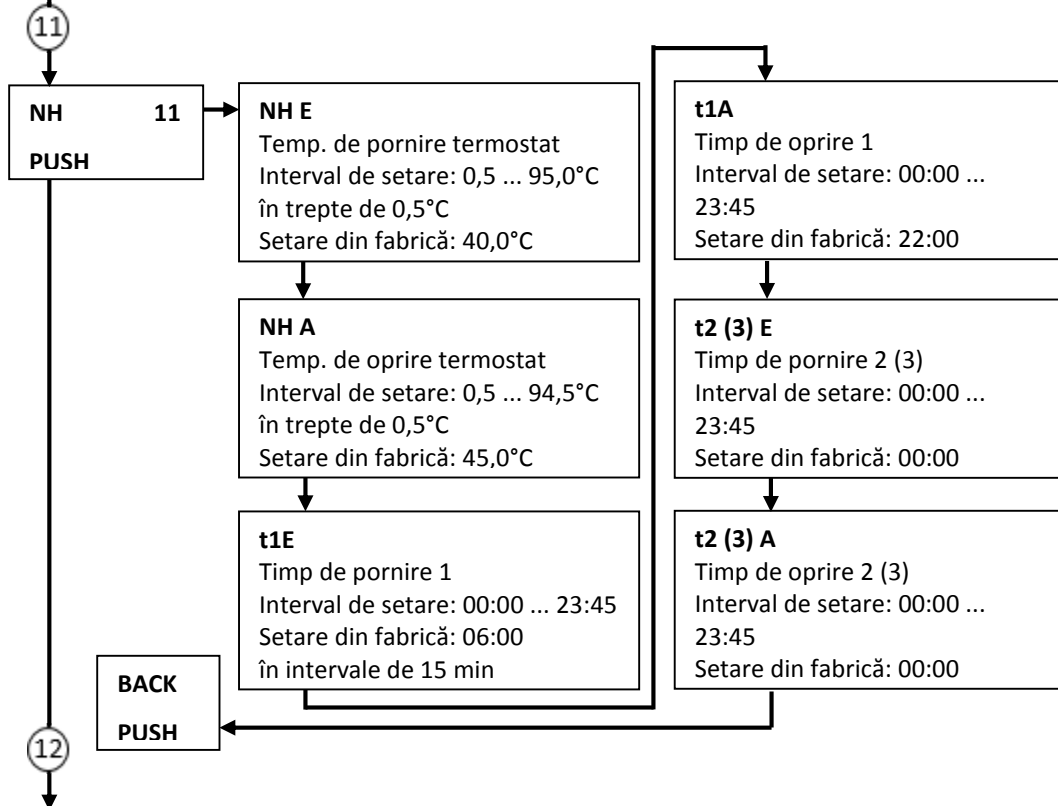 11
NH 11
PUSH
NH E
Temp. de pornire termostat
Interval de setare: 0,5 ... 95,0°C
în trepte de 0,5°C
Setare din fabrică: 40,0°C
NH A
Temp. de oprire termostat
Interval de setare: 0,5 ... 94,5°C
în trepte de 0,5°C
Setare din fabrică: 45,0°C
t1E
Timp de pornire 1
Interval de setare: 00:00 ... 23:45
Setare din fabrică: 06:00
în intervale de 15 min
t1A
Timp de oprire 1
Interval de setare: 00:00 ...
23:45
Setare din fabrică: 22:00
t2 (3) E
Timp de pornire 2 (3)
Interval de setare: 00:00 ...
23:45
Setare din fabrică: 00:00
t2 (3) A
Timp de oprire 2 (3)
Interval de setare: 00:00 ...
23:45
Setare din fabrică: 00:00
BACK
PUSH
12